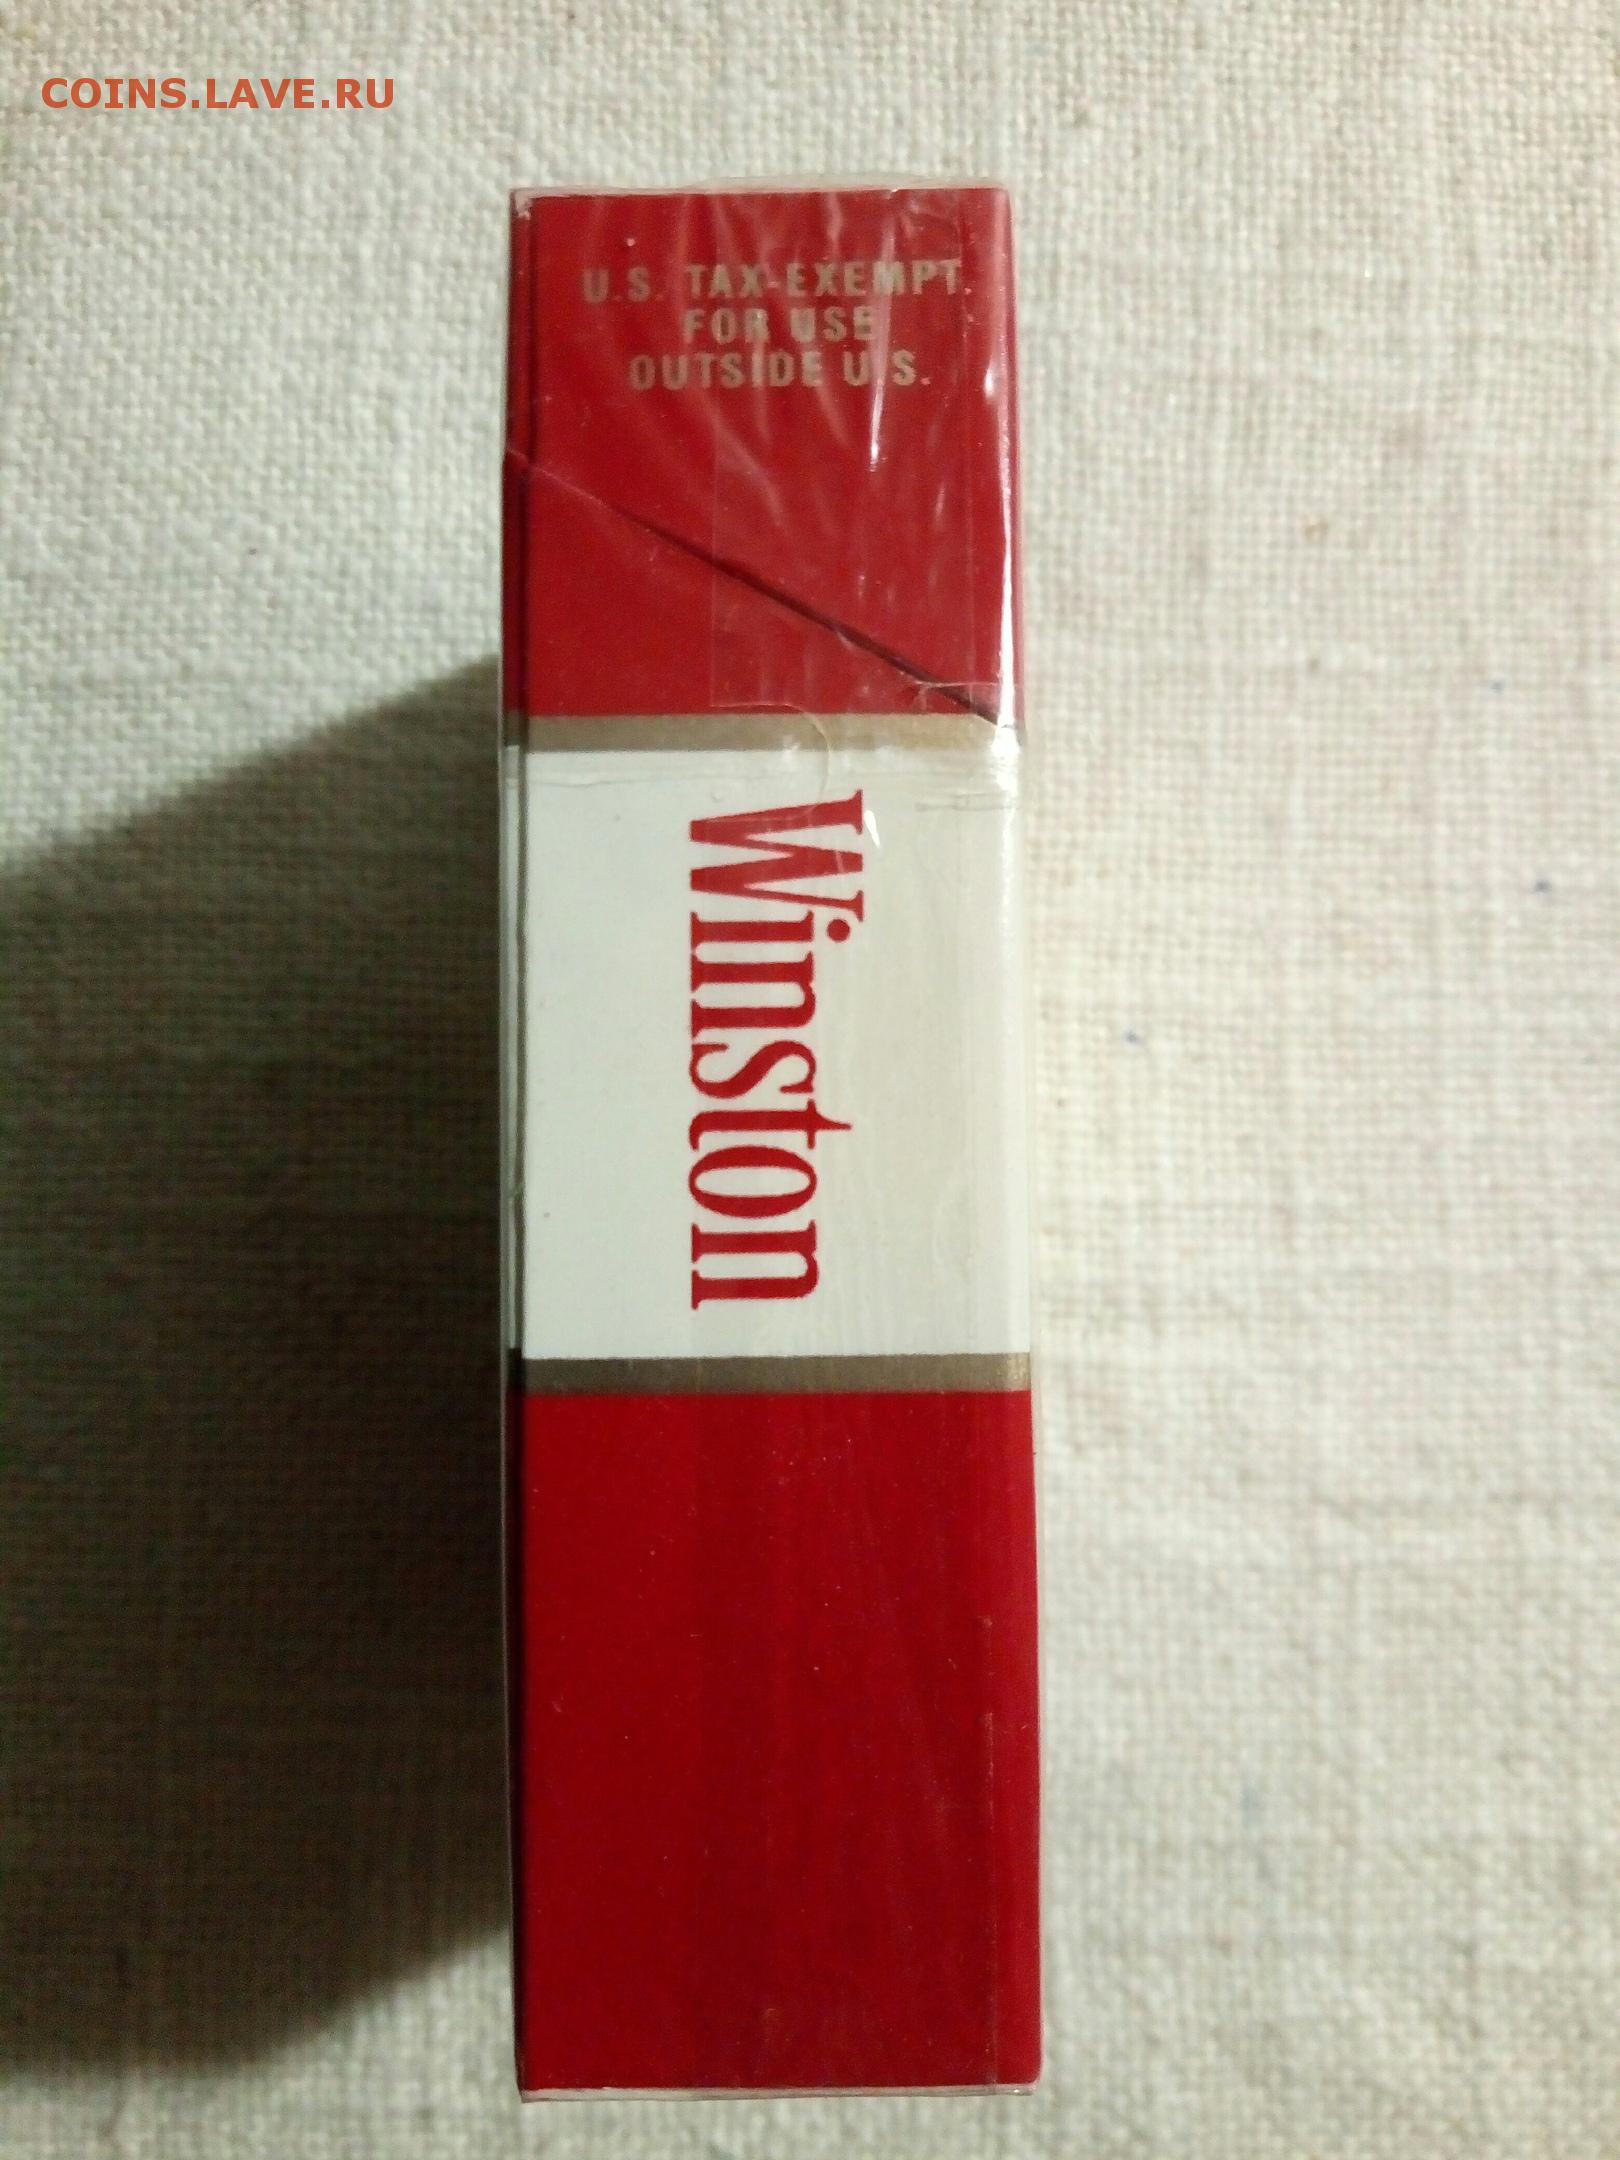 COINS.LAVE.RU
U.S. TAX-EXEMPT
FOR USE
OUTSIDE U.S.
Winston